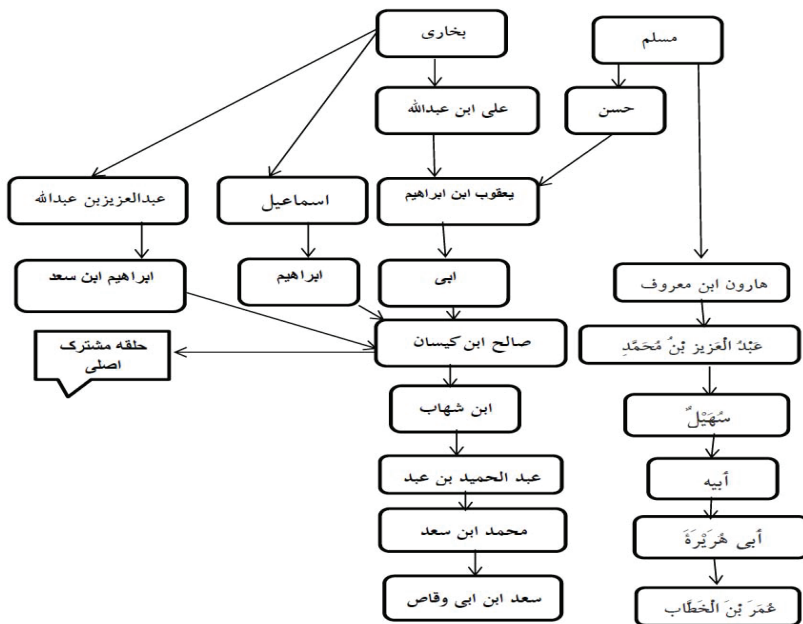 مسلم
بخاری
حسن
علی ابن عبدالله
یعقوب ابن ابراهیم
اسماعیل
عبدالعزیزبن عبدالله
هارون ابن معروف
ابی
ابراهیم
ابراهیم ابن سعد
عَبْدُ الْعَزِيزِ بْنُ مُحَمَّدٍ
صالح ابن کیسان
حلقه مشترک
اصلی
سُهَيْلٌ
ابن شهاب
أبيه
عبد الحمید بن عبد
أبی هُرَيْرَةَ
محمد ابن سعد
عُمَرَ بْنَ الْخَطَّابِ
سعد ابن ابی وقاص